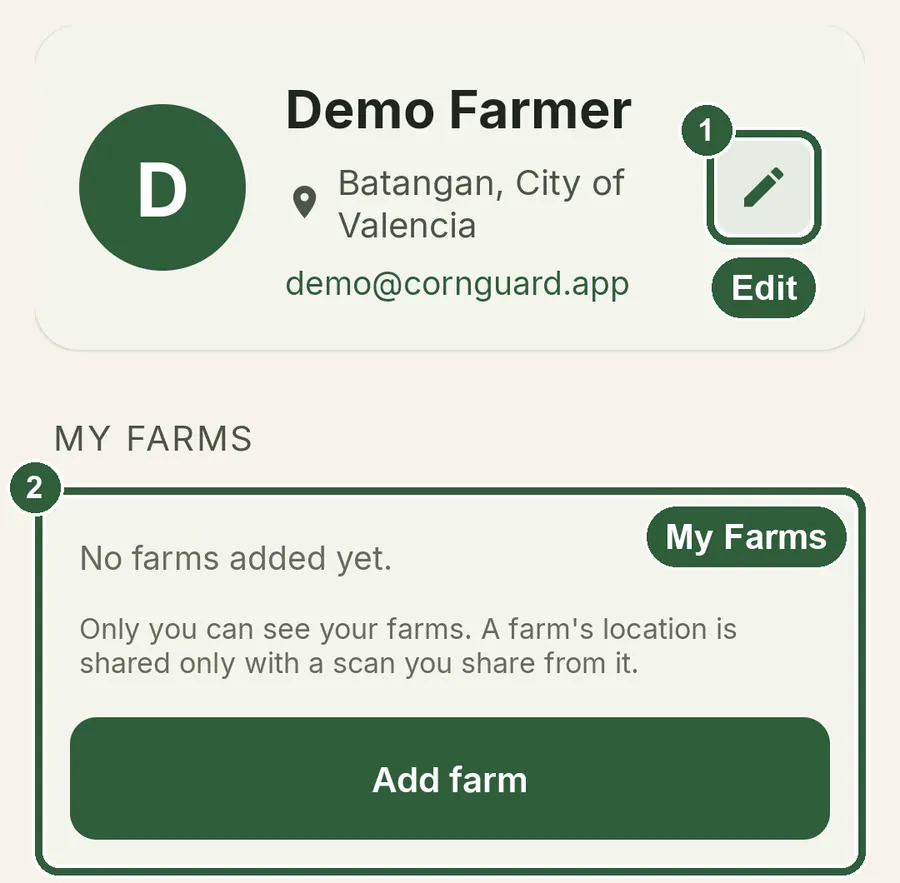 D
Demo Farmer
Batangan, City of
Valencia
demo@cornguard.app
1
Edit
MY FARMS
2
My Farms
No farms added yet.
Only you can see your farms. A farm's location is
shared only with a scan you share from it.
Add farm